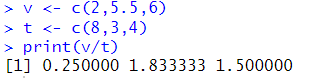 > v <- c(2,5.5,6)
> t <- c(8,3,4)
> print(v/t)
[1] 0.250000 1.833333 1.500000